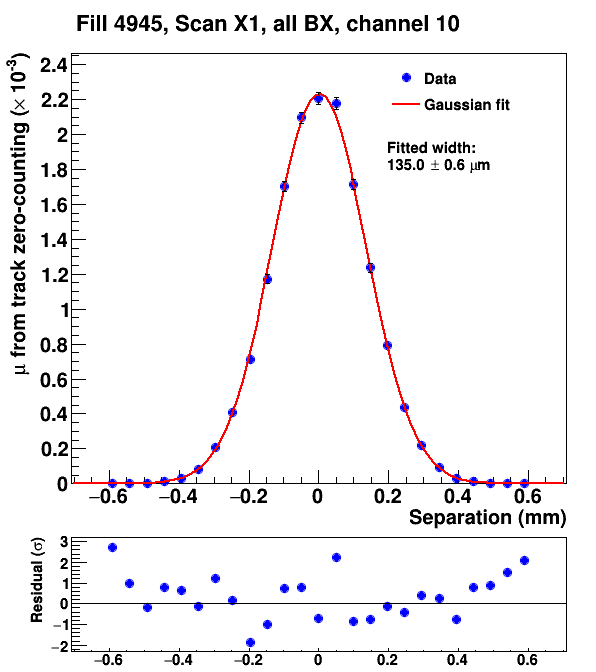 Fill 4945, Scan X1, all BX, channel 10
μ from track zero-counting (× 10⁻³)
2.4
2.2
2
1.8
1.6
1.4
1.2
1
0.8
0.6
0.4
0.2
0
Data
Gaussian fit
Fitted width:
135.0 ± 0.6 μm
−0.6 −0.4 −0.2 0 0.2 0.4 0.6
Separation (mm)
Residual (σ)
3
2
1
0
−1
−2
−0.6 −0.4 −0.2 0 0.2 0.4 0.6